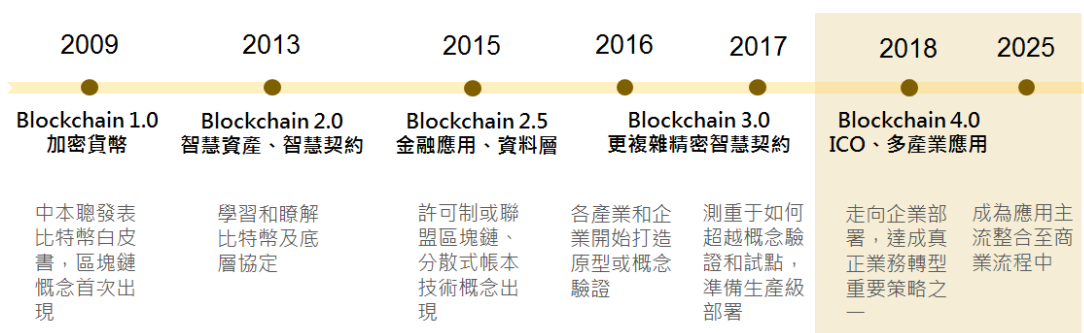 2009
2013
2015
2016
2017
2018
2025
Blockchain 1.0
加密貨幣
Blockchain 2.0
智慧資產、智慧契約
Blockchain 2.5
金融應用、資料層
Blockchain 3.0
更複雜精密智慧契約
Blockchain 4.0
ICO、多產業應用
中本聰發表
比特幣白皮
書，區塊鏈
慨念首次出
現
學習和瞭解
比特幣及底
層協定
許可制或聯
盟區塊鏈、
分散式帳本
技術概念出
現
各產業和企
業開始打造
原型或概念
驗證
測重于如何
超越概念驗
證和試點，
準備生產級
部署
走向企業部
署，達成真
正業務轉型
重要策略之
一
成為應用主
流整合至商
業流程中